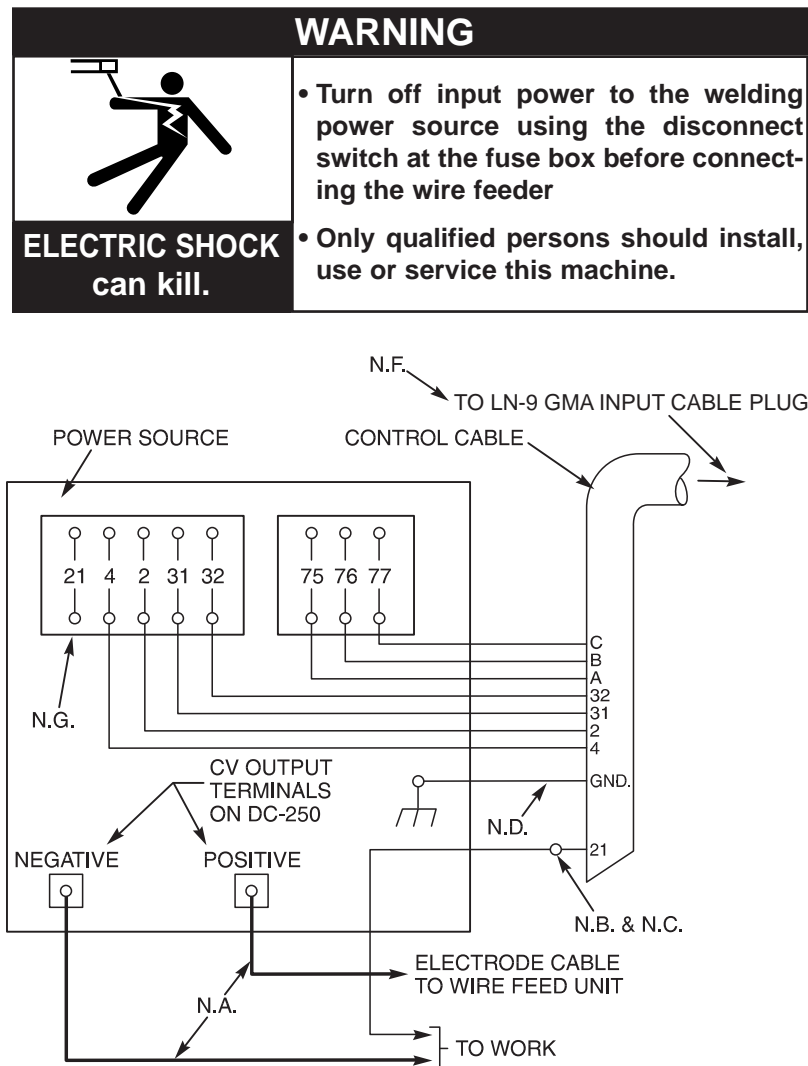 WARNING
ELECTRIC SHOCK
can kill.
• Turn off input power to the welding
power source using the disconnect
switch at the fuse box before connect-
ing the wire feeder
• Only qualified persons should install,
use or service this machine.
N.F.
TO LN-9 GMA INPUT CABLE PLUG
POWER SOURCE
CONTROL CABLE
21 4 2 31 32
75 76 77
C
B
A
32
31
2
4
N.G.
GND.
CV OUTPUT
TERMINALS
ON DC-250
N.D.
21
NEGATIVE
POSITIVE
N.B. & N.C.
ELECTRODE CABLE
TO WIRE FEED UNIT
N.A.
TO WORK